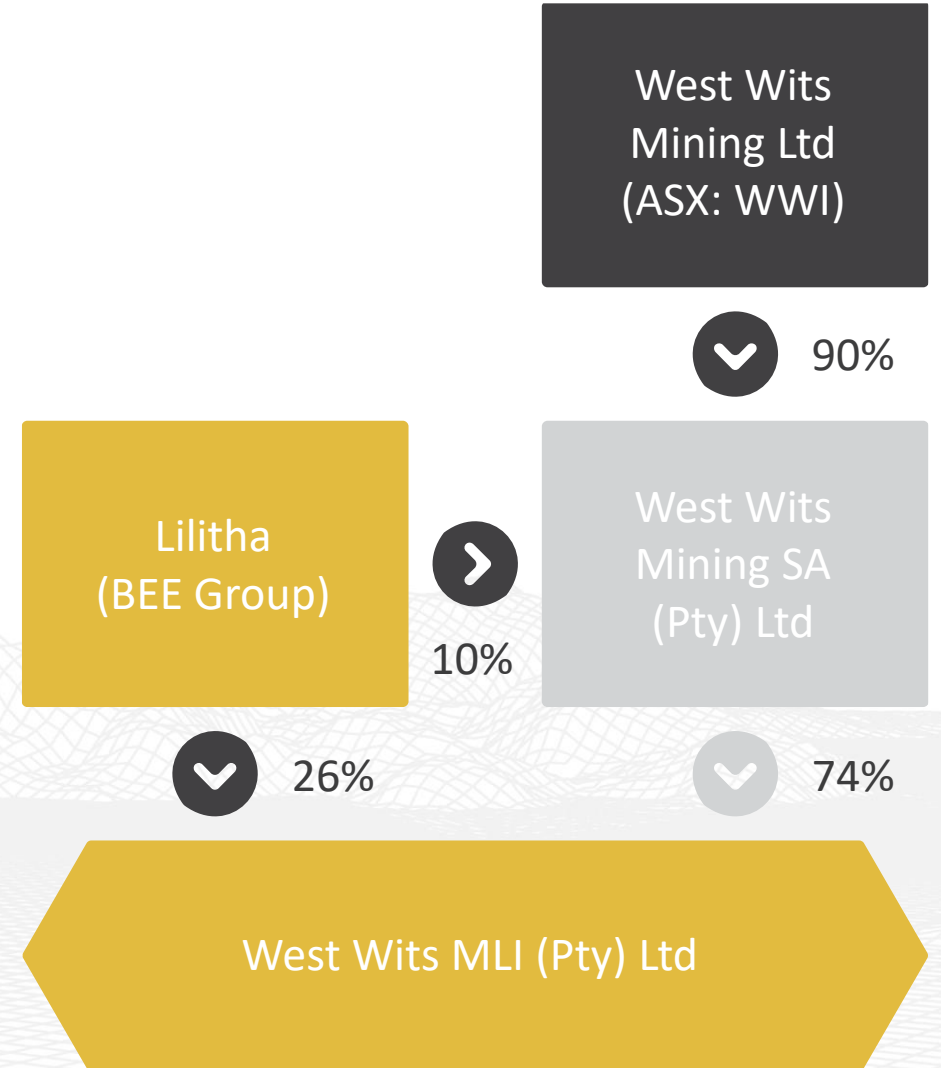 West Wits
Mining Ltd
(ASX: WWI)
90%
Lilitha
(BEE Group)
10%
West Wits
Mining SA
(Pty) Ltd
26%
74%
West Wits MLI (Pty) Ltd